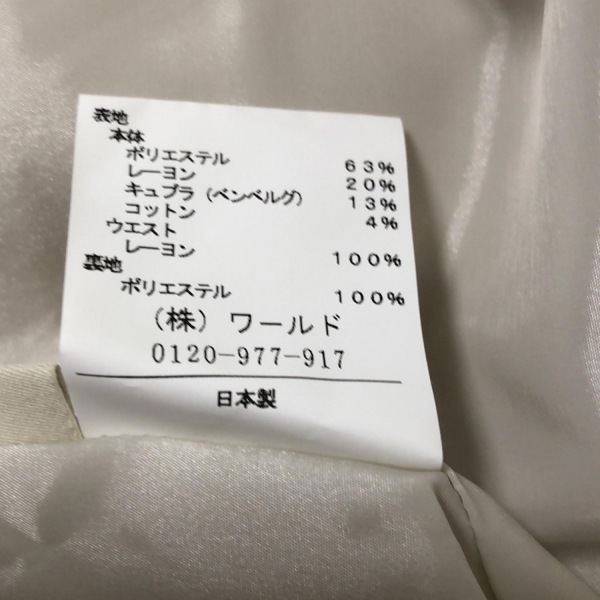 表地
本体
ポリエステル 63%
レーヨン 20%
キュプラ(ベンベルグ) 13%
コットン 4%
ウエスト
レーヨン 100%
裏地
ポリエステル 100%
(株)ワールド
0120-977-917
日本製